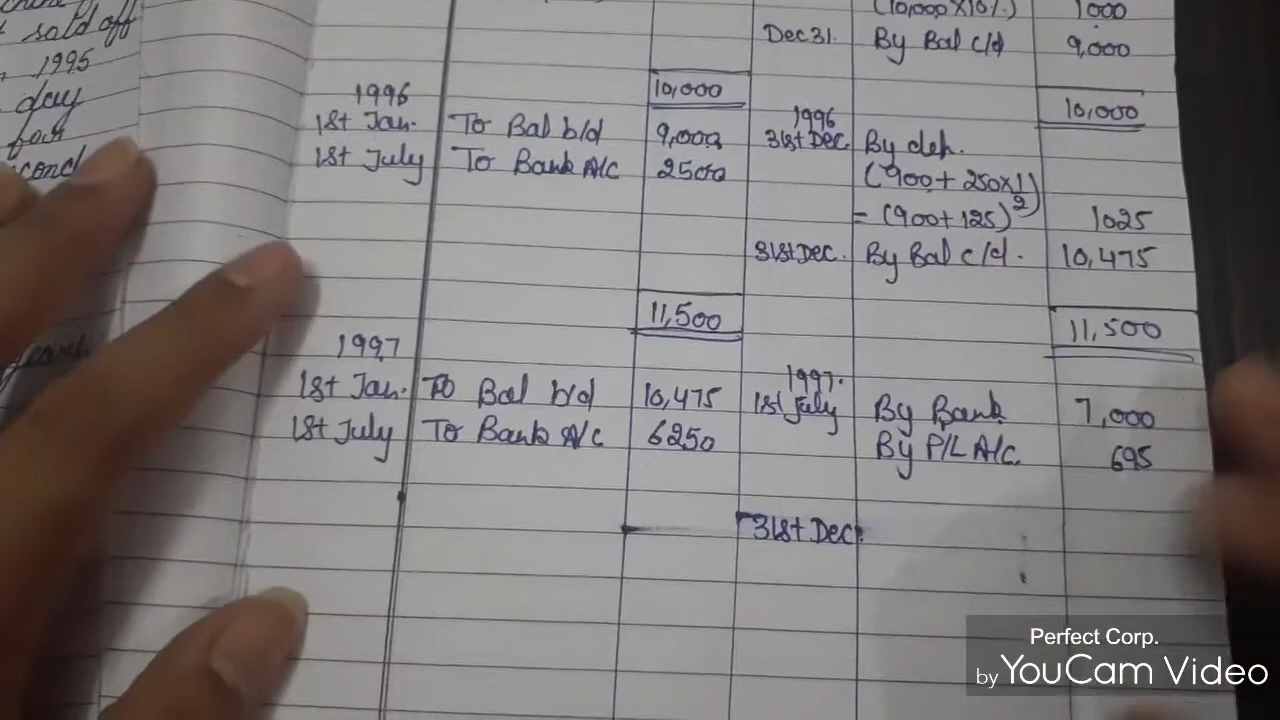 sold off
1995
day
cond
(10,000 X 10%.) 1000
Dec 31. By Bal c/d 9,000
10,000 10,000
1996 1996
1st Jan. To Bal b/d 9,000 31st Dec. By deh.
1st July To Bank A/c 2500 (900 + 250 x 1/2)
= (900 + 125) 1025
31st Dec. By Bal c/d. 10,475
11,500 11,500
1997 1997.
1st Jan. To Bal b/d 10,475 1st July By Bank 7,000
1st July To Bank A/c 6250 By P/L A/c. 695
31st Dec.
Perfect Corp.
by YouCam Video